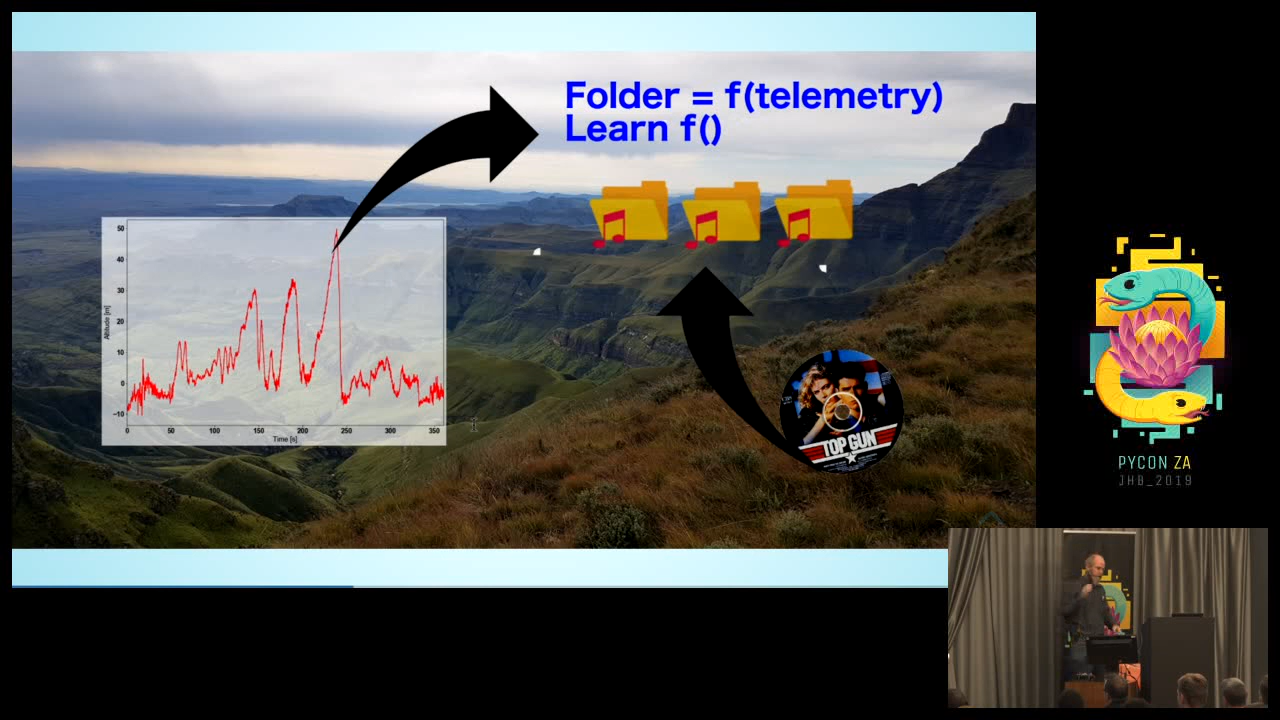 Folder = f(telemetry)
Learn f()
50
40
30
20
10
0
-10
Altitude [m]
0 50 100 150 200 250 300 350
Time [s]
TOP GUN
PYCON ZA
JHB_2019